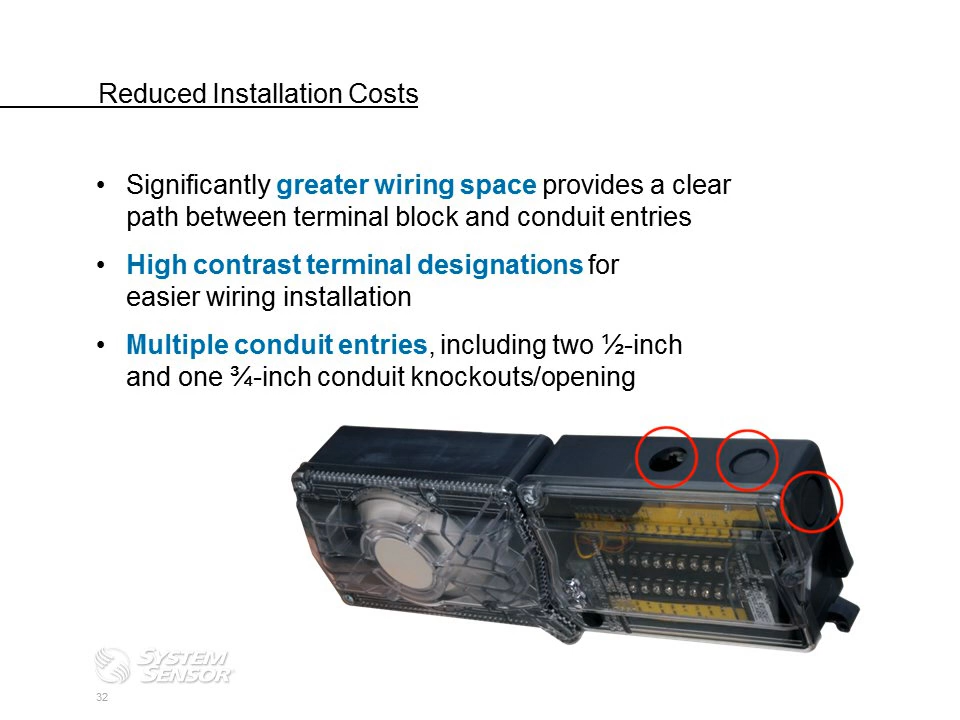 Reduced Installation Costs
• Significantly greater wiring space provides a clear
path between terminal block and conduit entries
• High contrast terminal designations for
easier wiring installation
• Multiple conduit entries, including two ½-inch
and one ¾-inch conduit knockouts/opening
SYSTEM
SENSOR
32